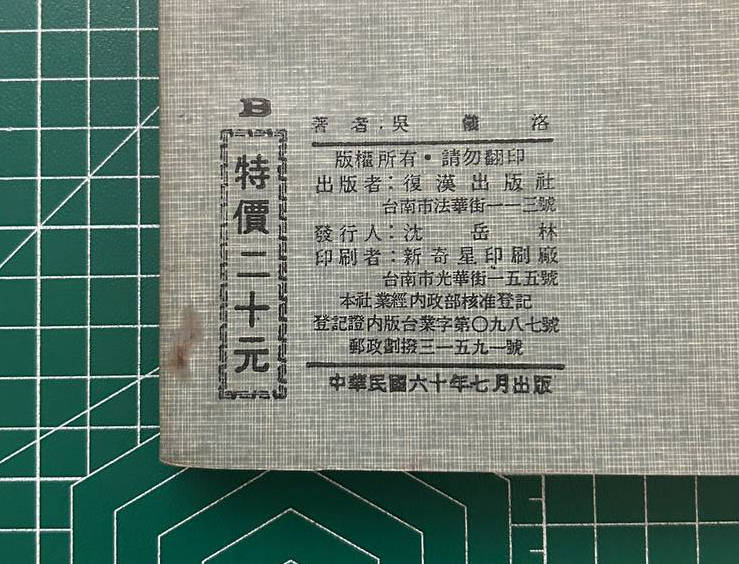 B
特價二十元
著者：吳儀洛
版權所有•請勿翻印
出版者：復漢出版社
台南市法華街一一三號
發行人：沈岳林
印刷者：新奇星印刷廠
台南市光華街一五五號
本社業經內政部核准登記
登記證內版台業字第〇九八七號
郵政劃撥三一五九一號
中華民國六十年七月出版